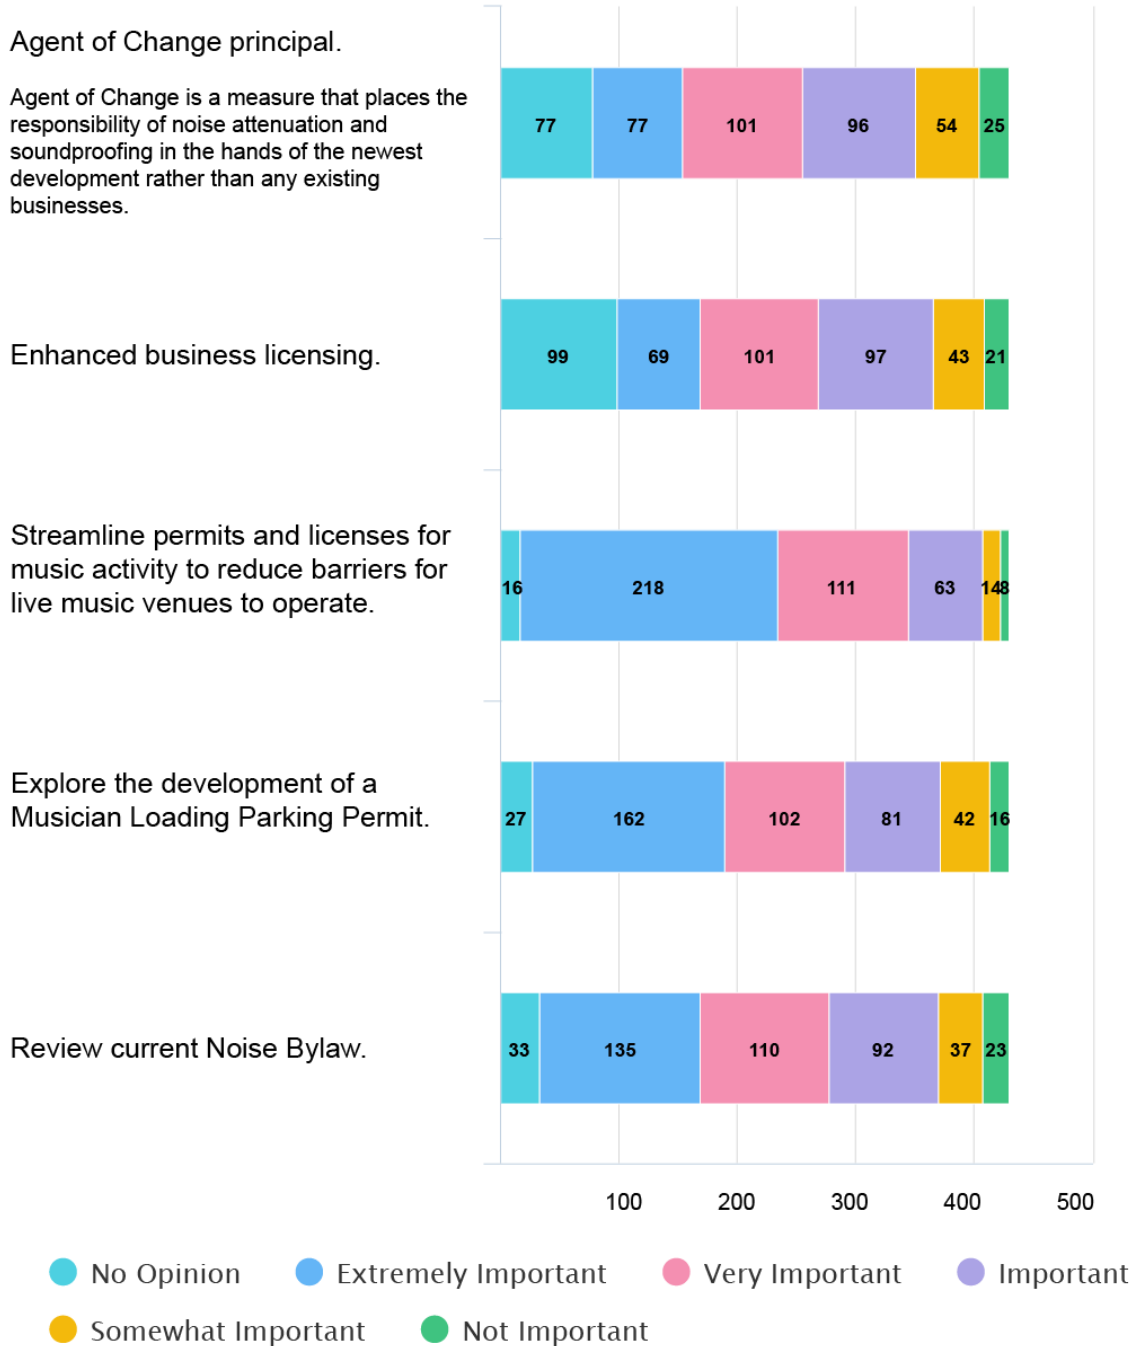 Agent of Change principal.
Agent of Change is a measure that places the
responsibility of noise attenuation and
soundproofing in the hands of the newest
development rather than any existing
businesses.
77 77 101 96 54 25
Enhanced business licensing.
99 69 101 97 43 21
Streamline permits and licenses for
music activity to reduce barriers for
live music venues to operate.
16 218 111 63 14 8
Explore the development of a
Musician Loading Parking Permit.
27 162 102 81 42 16
Review current Noise Bylaw.
33 135 110 92 37 23
100 200 300 400 500
No Opinion Extremely Important Very Important Important
Somewhat Important Not Important